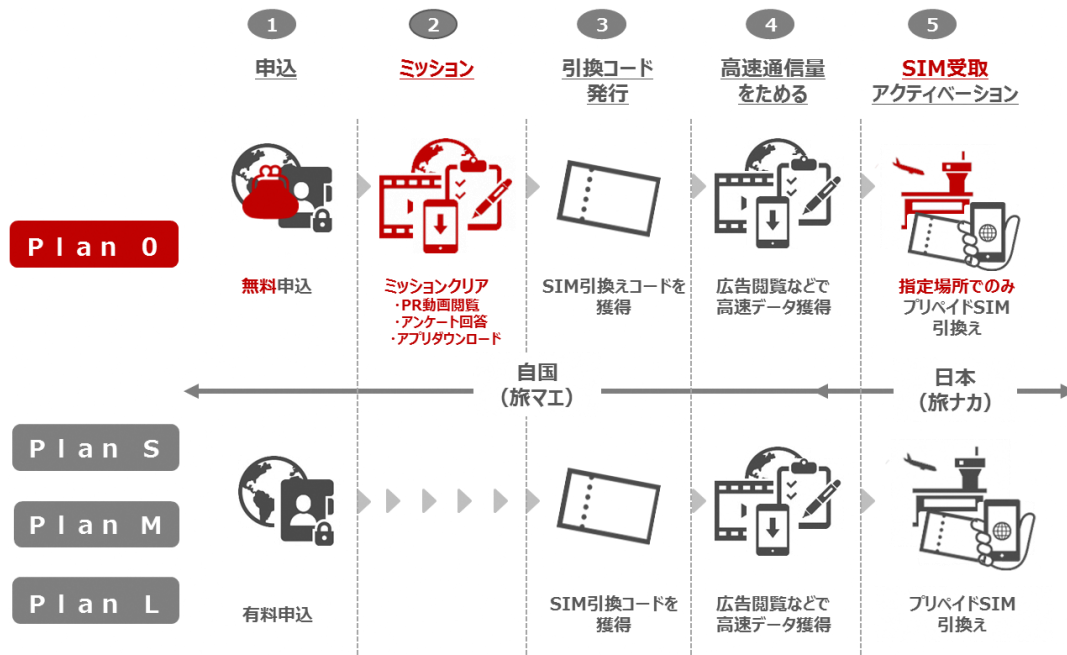 1
2
3
4
5
申込
ミッション
引換コード
発行
高速通信量
をためる
SIM受取
アクティベーション
Plan 0
無料申込
ミッションクリア
・PR動画閲覧
・アンケート回答
・アプリダウンロード
SIM引換えコードを
獲得
広告閲覧などで
高速データ獲得
指定場所でのみ
プリペイドSIM
引換え
自国
（旅マエ）
日本
（旅ナカ）
Plan S
Plan M
Plan L
有料申込
SIM引換コードを
獲得
広告閲覧などで
高速データ獲得
プリペイドSIM
引換え